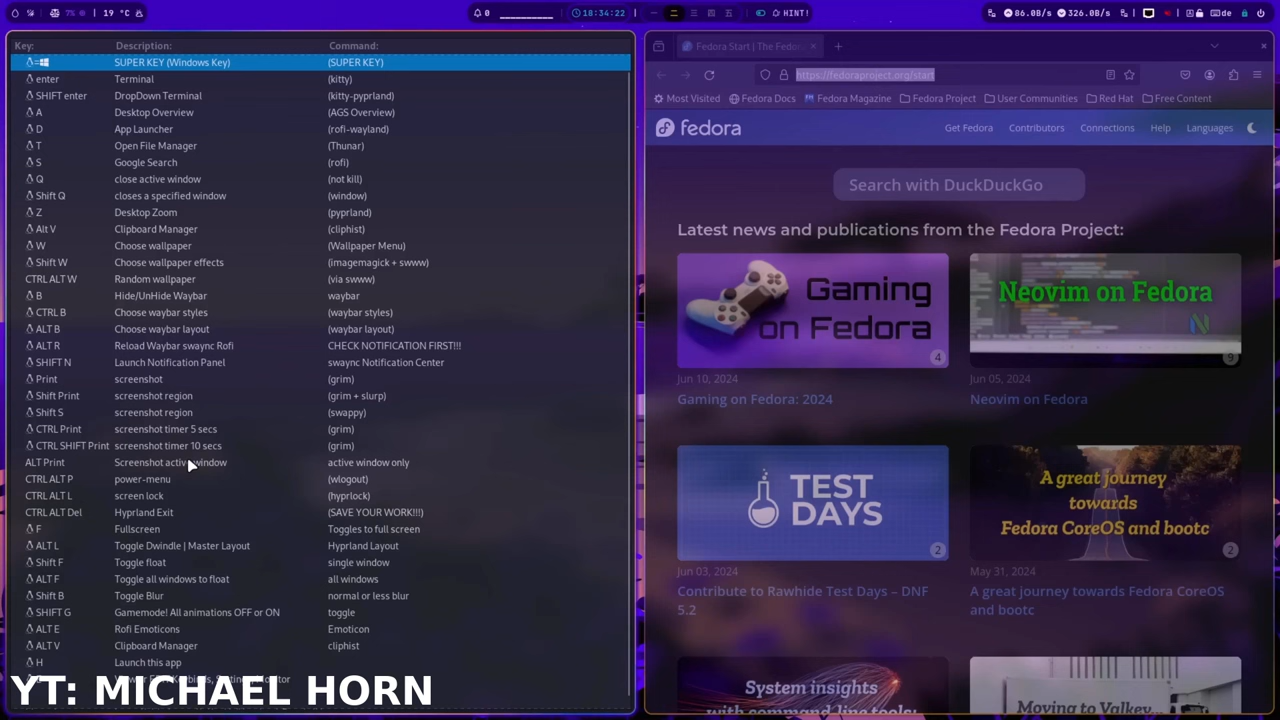 7%
19 °C
0
18:34:22
一 二 三 四 五
HINT!
86.0B/s 326.0B/s
de
Key: Description: Command:
= SUPER KEY (Windows Key) (SUPER KEY)
enter Terminal (kitty)
SHIFT enter DropDown Terminal (kitty-pyprland)
A Desktop Overview (AGS Overview)
D App Launcher (rofi-wayland)
T Open File Manager (Thunar)
S Google Search (rofi)
Q close active window (not kill)
Shift Q closes a specified window (window)
Z Desktop Zoom (pyprland)
Alt V Clipboard Manager (cliphist)
W Choose wallpaper (Wallpaper Menu)
Shift W Choose wallpaper effects (imagemagick + swww)
CTRL ALT W Random wallpaper (via swww)
B Hide/UnHide Waybar waybar
CTRL B Choose waybar styles (waybar styles)
ALT B Choose waybar layout (waybar layout)
ALT R Reload Waybar swaync Rofi CHECK NOTIFICATION FIRST!!!
SHIFT N Launch Notification Panel swaync Notification Center
Print screenshot (grim)
Shift Print screenshot region (grim + slurp)
Shift S screenshot region (swappy)
CTRL Print screenshot timer 5 secs (grim)
CTRL SHIFT Print screenshot timer 10 secs (grim)
ALT Print Screenshot active window active window only
CTRL ALT P power-menu (wlogout)
CTRL ALT L screen lock (hyprlock)
CTRL ALT Del Hyprland Exit (SAVE YOUR WORK!!!)
F Fullscreen Toggles to full screen
ALT L Toggle Dwindle | Master Layout Hyprland Layout
Shift F Toggle float single window
ALT F Toggle all windows to float all windows
Shift B Toggle Blur normal or less blur
SHIFT G Gamemode! All animations OFF or ON toggle
ALT E Rofi Emoticons Emoticon
ALT V Clipboard Manager cliphist
H Launch this app
YT: MICHAEL HORN
Fedora Start | The Fedo
https://fedoraproject.org/start
Most Visited Fedora Docs Fedora Magazine Fedora Project User Communities Red Hat Free Content
fedora
Get Fedora Contributors Connections Help Languages
Search with DuckDuckGo
Latest news and publications from the Fedora Project:
Gaming
on Fedora
4
Jun 10, 2024
Gaming on Fedora: 2024
Neovim on Fedora
9
Jun 05, 2024
Neovim on Fedora
TEST
DAYS
2
Jun 03, 2024
Contribute to Rawhide Test Days – DNF
5.2
A great journey
towards
Fedora CoreOS and bootc
2
May 31, 2024
A great journey towards Fedora CoreOS
and bootc
System insights
with command-line tools:
Moving to Valkey